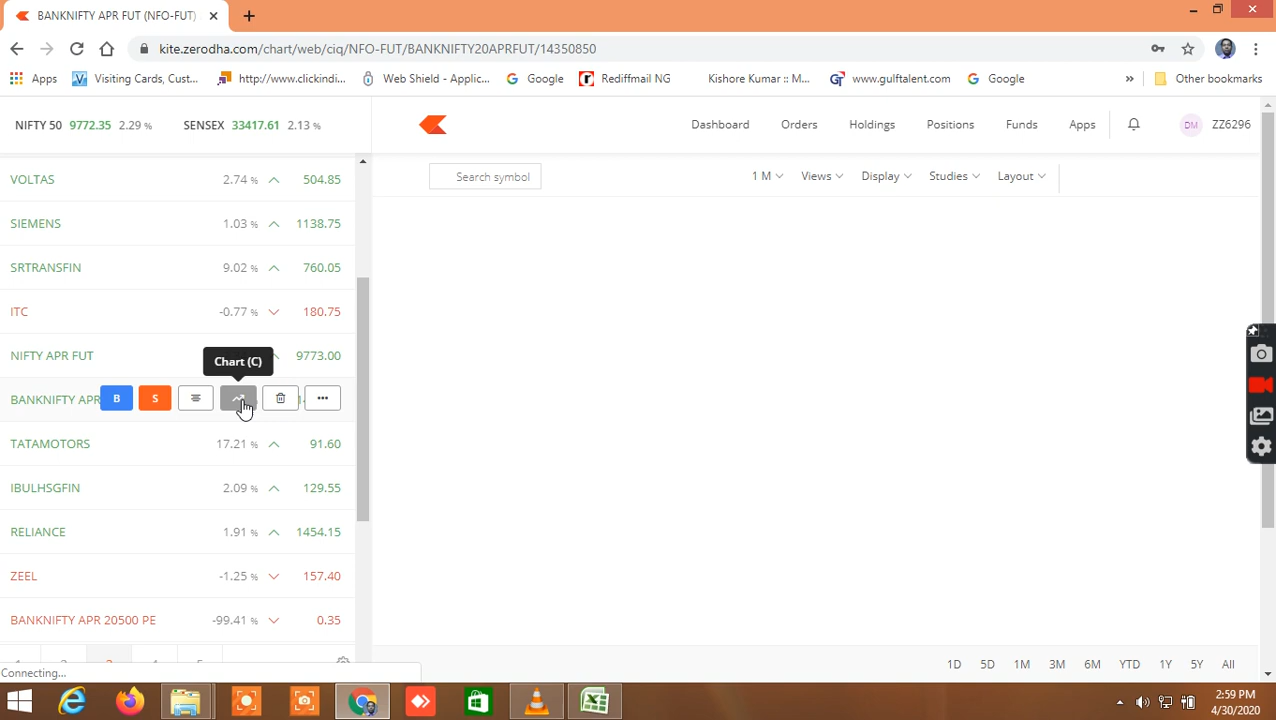 BANKNIFTY APR FUT (NFO-FUT)
kite.zerodha.com/chart/web/ciq/NFO-FUT/BANKNIFTY20APRFUT/14350850
Apps Visiting Cards, Cust... http://www.clickindi... Web Shield - Applic... Google Rediffmail NG Kishore Kumar :: M... www.gulftalent.com Google » Other bookmarks
NIFTY 50 9772.35 2.29 % SENSEX 33417.61 2.13 % Dashboard Orders Holdings Positions Funds Apps DM ZZ6296
Search symbol 1 M Views Display Studies Layout
VOLTAS 2.74 % 504.85
SIEMENS 1.03 % 1138.75
SRTRANSFIN 9.02 % 760.05
ITC -0.77 % 180.75
NIFTY APR FUT 9773.00
Chart (C)
BANKNIFTY APR B S
TATAMOTORS 17.21 % 91.60
IBULHSGFIN 2.09 % 129.55
RELIANCE 1.91 % 1454.15
ZEEL -1.25 % 157.40
BANKNIFTY APR 20500 PE -99.41 % 0.35
1D 5D 1M 3M 6M YTD 1Y 5Y All
Connecting...
2:59 PM
4/30/2020